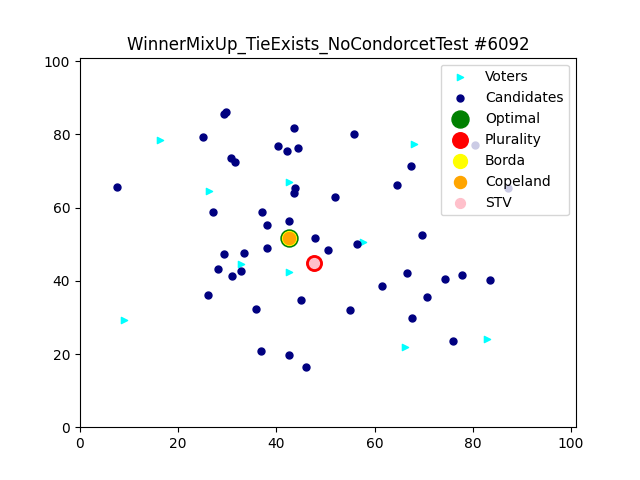 WinnerMixUp_TieExists_NoCondorcetTest #6092
Voters
Candidates
Optimal
Plurality
Borda
Copeland
STV
100
80
60
40
20
0
0 20 40 60 80 100